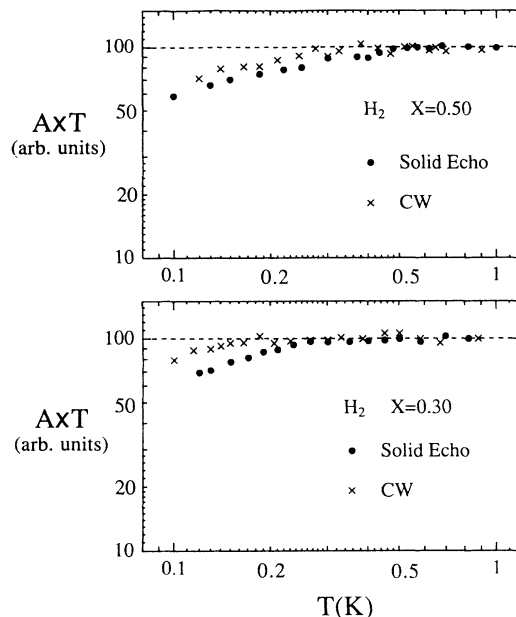 100
50
20
10
AxT
(arb. units)
H₂ X=0.50
Solid Echo
CW
0.1 0.2 0.5 1
100
50
20
10
AxT
(arb. units)
H₂ X=0.30
Solid Echo
CW
0.1 0.2 0.5 1
T(K)